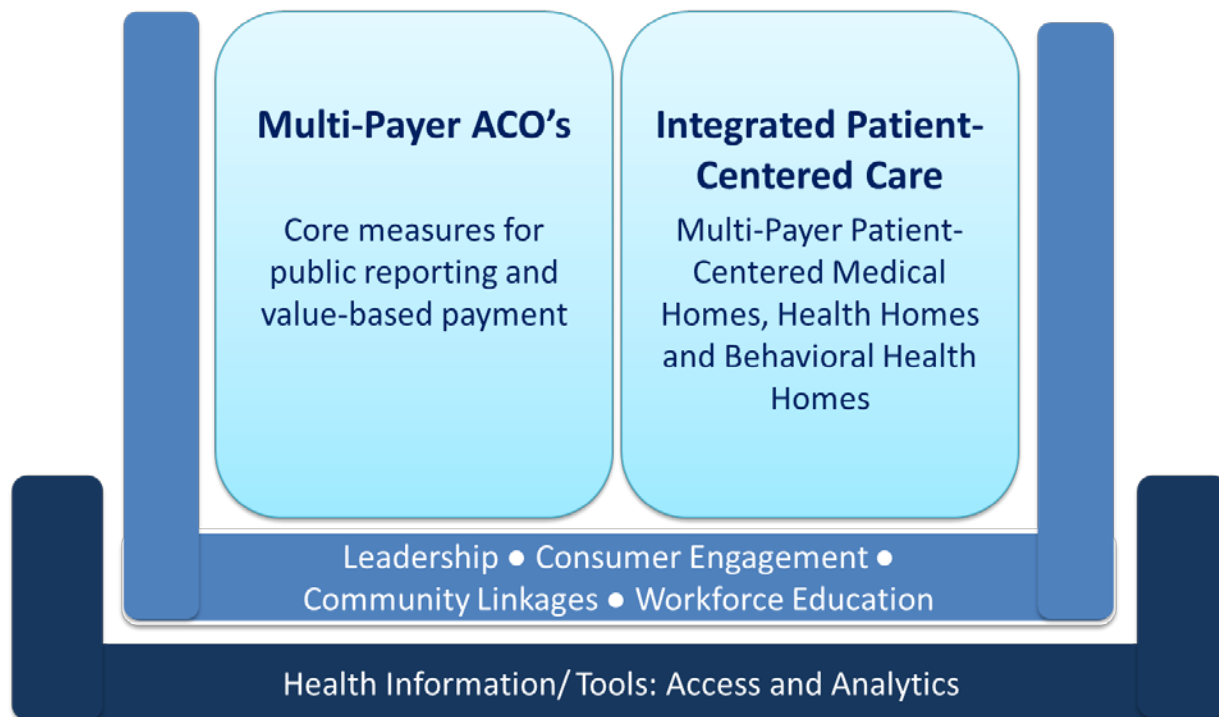 Multi-Payer ACO's
Core measures for
public reporting and
value-based payment
Integrated Patient-
Centered Care
Multi-Payer Patient-
Centered Medical
Homes, Health Homes
and Behavioral Health
Homes
Leadership ● Consumer Engagement ●
Community Linkages ● Workforce Education
Health Information/ Tools: Access and Analytics